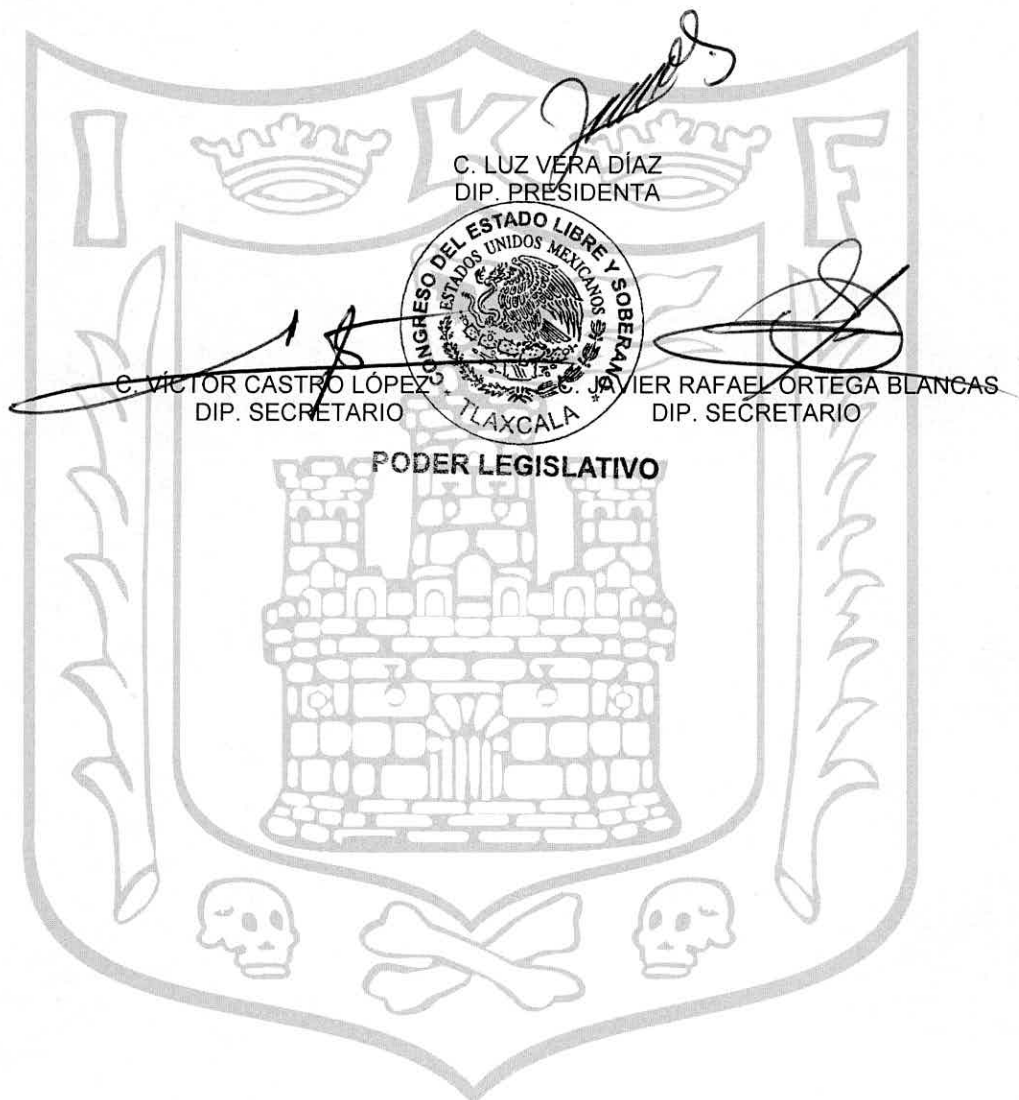 I K F
C. LUZ VERA DÍAZ
DIP. PRESIDENTA
CONGRESO DEL ESTADO LIBRE Y SOBERANO
ESTADOS UNIDOS MEXICANOS
* TLAXCALA *
C. VÍCTOR CASTRO LÓPEZ
DIP. SECRETARIO
C. JAVIER RAFAEL ORTEGA BLANCAS
DIP. SECRETARIO
PODER LEGISLATIVO